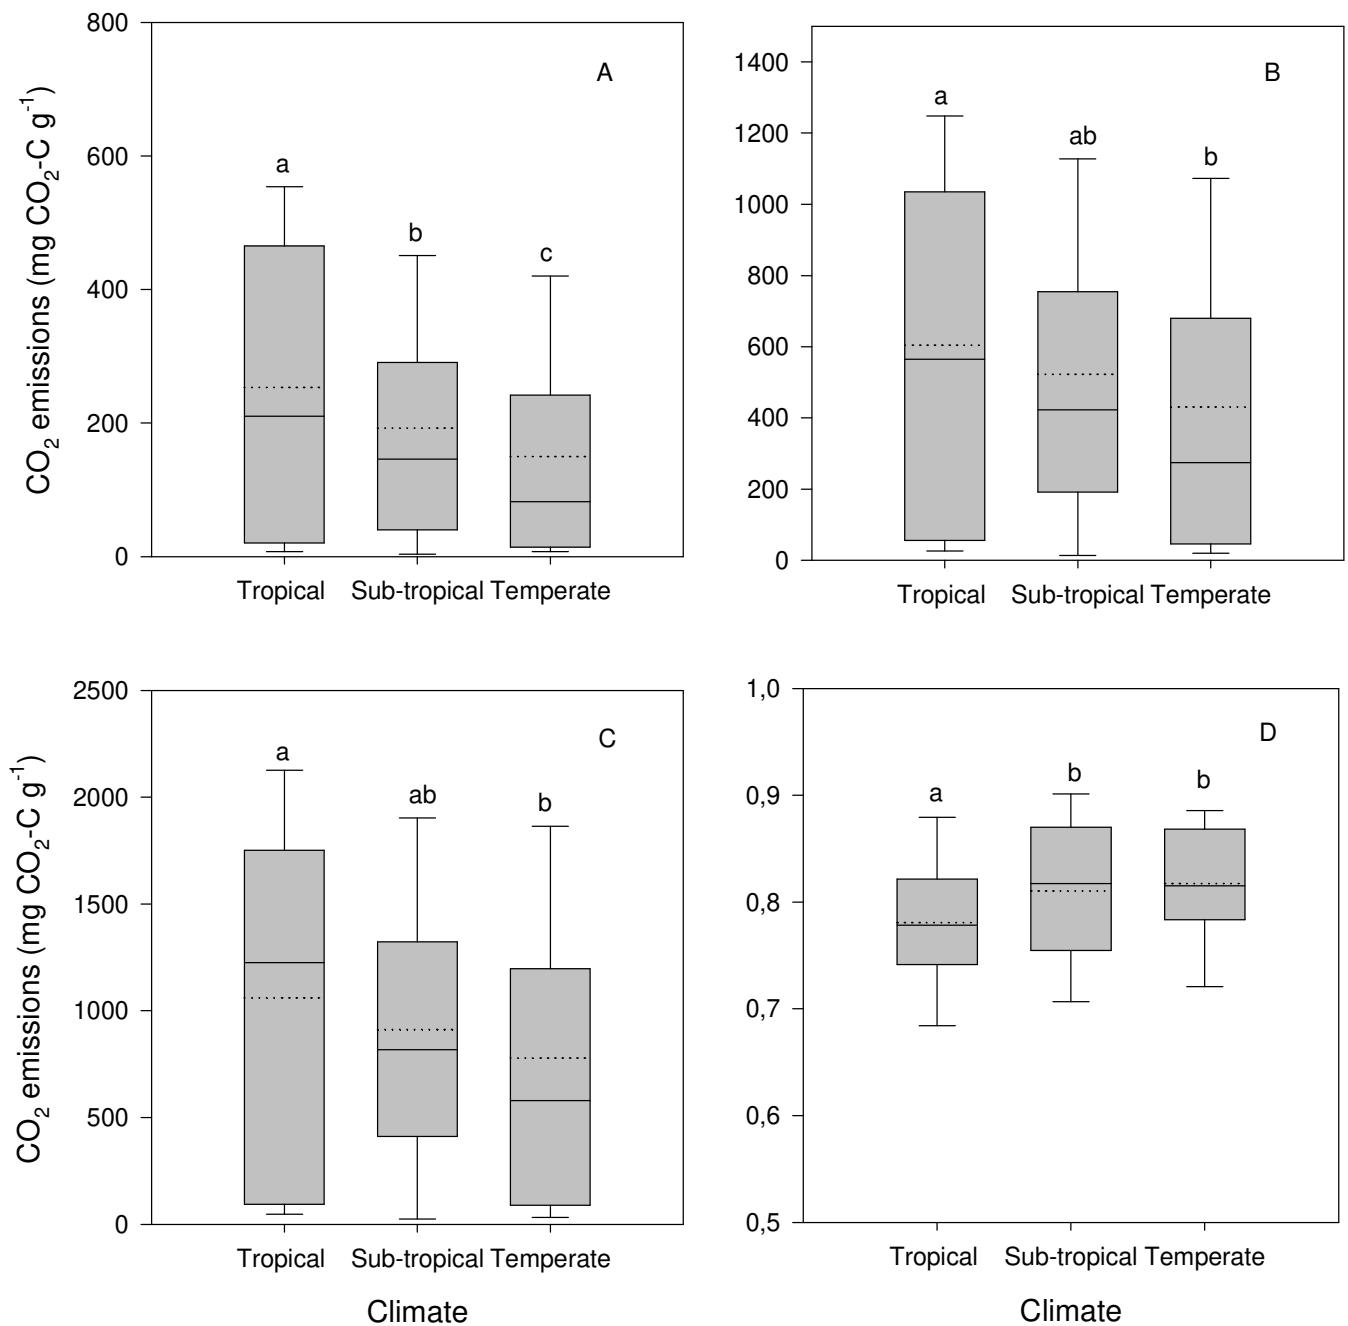 A
CO2 emissions (mg CO2-C g-1)
800
600
400
200
0
a
b
c
Tropical
Sub-tropical
Temperate
B
1400
1200
1000
800
600
400
200
0
a
ab
b
Tropical
Sub-tropical
Temperate
C
CO2 emissions (mg CO2-C g-1)
2500
2000
1500
1000
500
0
a
ab
b
Tropical
Sub-tropical
Temperate
Climate
D
1,0
0,9
0,8
0,7
0,6
0,5
a
b
b
Tropical
Sub-tropical
Temperate
Climate